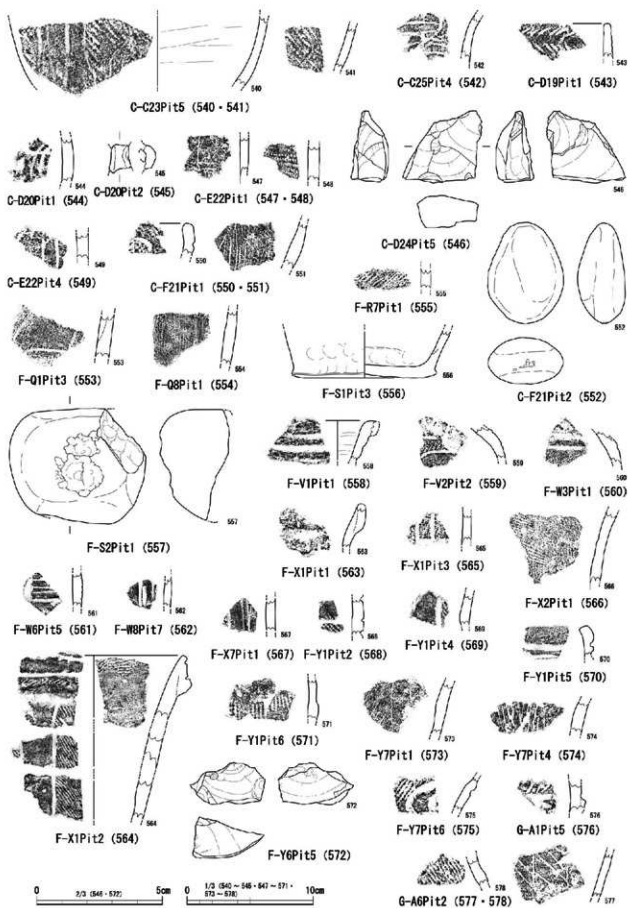 540
541
542
543
C-C23Pit5 (540・541)
C-C25Pit4 (542)
C-D19Pit1 (543)
544
545
547
548
546
C-D20Pit1 (544)
C-D20Pit2 (545)
C-E22Pit1 (547・548)
C-D24Pit5 (546)
549
550
551
C-E22Pit4 (549)
C-F21Pit1 (550・551)
555
F-R7Pit1 (555)
552
553
554
556
F-Q1Pit3 (553)
F-Q8Pit1 (554)
F-S1Pit3 (556)
C-F21Pit2 (552)
557
558
559
560
F-V1Pit1 (558)
F-V2Pit2 (559)
F-W3Pit1 (560)
F-S2Pit1 (557)
563
565
566
F-X1Pit1 (563)
F-X1Pit3 (565)
F-X2Pit1 (566)
561
562
F-W6Pit5 (561)
F-W8Pit7 (562)
567
568
569
570
F-X7Pit1 (567)
F-Y1Pit2 (568)
F-Y1Pit4 (569)
F-Y1Pit5 (570)
571
573
574
F-Y1Pit6 (571)
F-Y7Pit1 (573)
F-Y7Pit4 (574)
564
F-X1Pit2 (564)
572
575
576
F-Y6Pit5 (572)
F-Y7Pit6 (575)
G-A1Pit5 (576)
578
577
G-A6Pit2 (577・578)
0 2/3 (546・572) 5cm
0 1/3 (540～545・547～571・573～578) 10cm